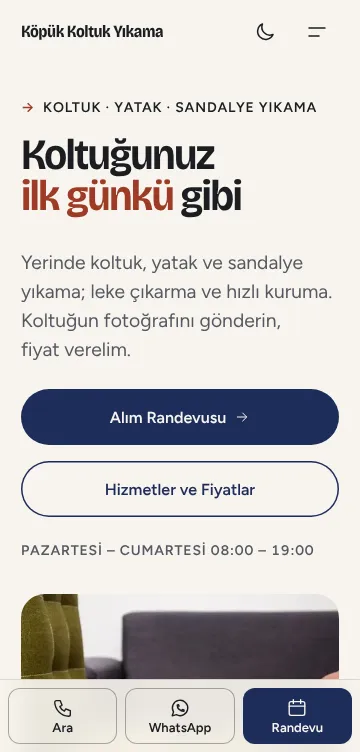 Köpük Koltuk Yıkama
→ KOLTUK · YATAK · SANDALYE YIKAMA
Koltuğunuz
ilk günkü gibi
Yerinde koltuk, yatak ve sandalye
yıkama; leke çıkarma ve hızlı kuruma.
Koltuğun fotoğrafını gönderin,
fiyat verelim.
Alım Randevusu →
Hizmetler ve Fiyatlar
PAZARTESİ – CUMARTESİ 08:00 – 19:00
Ara
WhatsApp
Randevu